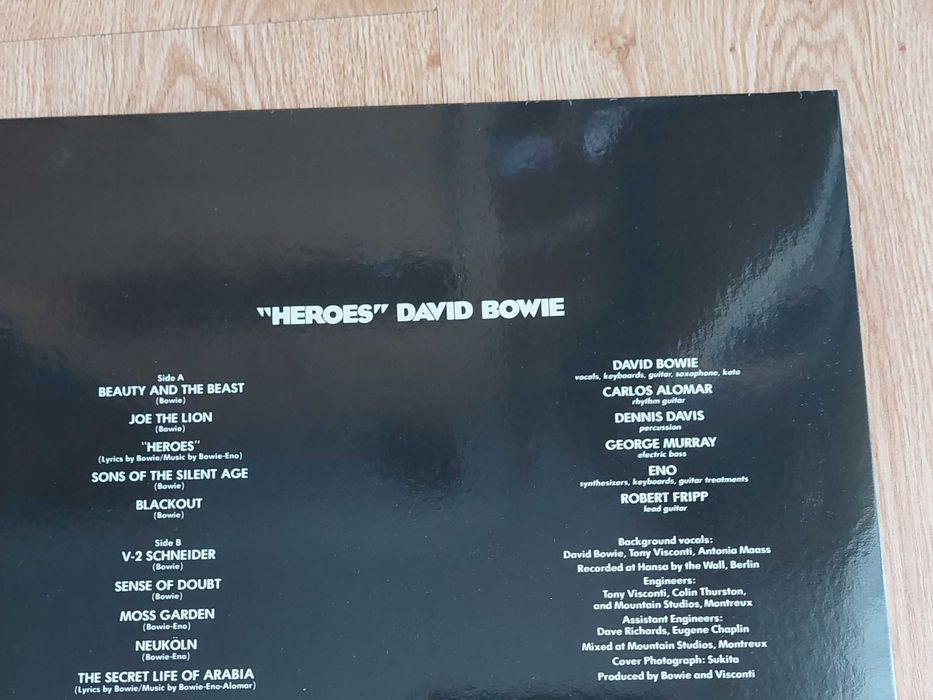 "HEROES" DAVID BOWIE
Side A
BEAUTY AND THE BEAST
(Bowie)
JOE THE LION
(Bowie)
"HEROES"
(Lyrics by Bowie/Music by Bowie-Eno)
SONS OF THE SILENT AGE
(Bowie)
BLACKOUT
(Bowie)
Side B
V-2 SCHNEIDER
(Bowie)
SENSE OF DOUBT
(Bowie)
MOSS GARDEN
(Bowie-Eno)
NEUKÖLN
(Bowie-Eno)
THE SECRET LIFE OF ARABIA
(Lyrics by Bowie/Music by Bowie-Eno-Alomar)
DAVID BOWIE
vocals, keyboards, guitar, saxophone, koto
CARLOS ALOMAR
rhythm guitar
DENNIS DAVIS
percussion
GEORGE MURRAY
electric bass
ENO
synthesizers, keyboards, guitar treatments
ROBERT FRIPP
lead guitar
Background vocals:
David Bowie, Tony Visconti, Antonia Maass
Recorded at Hansa by the Wall, Berlin
Engineers:
Tony Visconti, Colin Thurston,
and Mountain Studios, Montreux
Assistant Engineers:
Dave Richards, Eugene Chaplin
Mixed at Mountain Studios, Montreux
Cover Photograph: Sukita
Produced by Bowie and Visconti